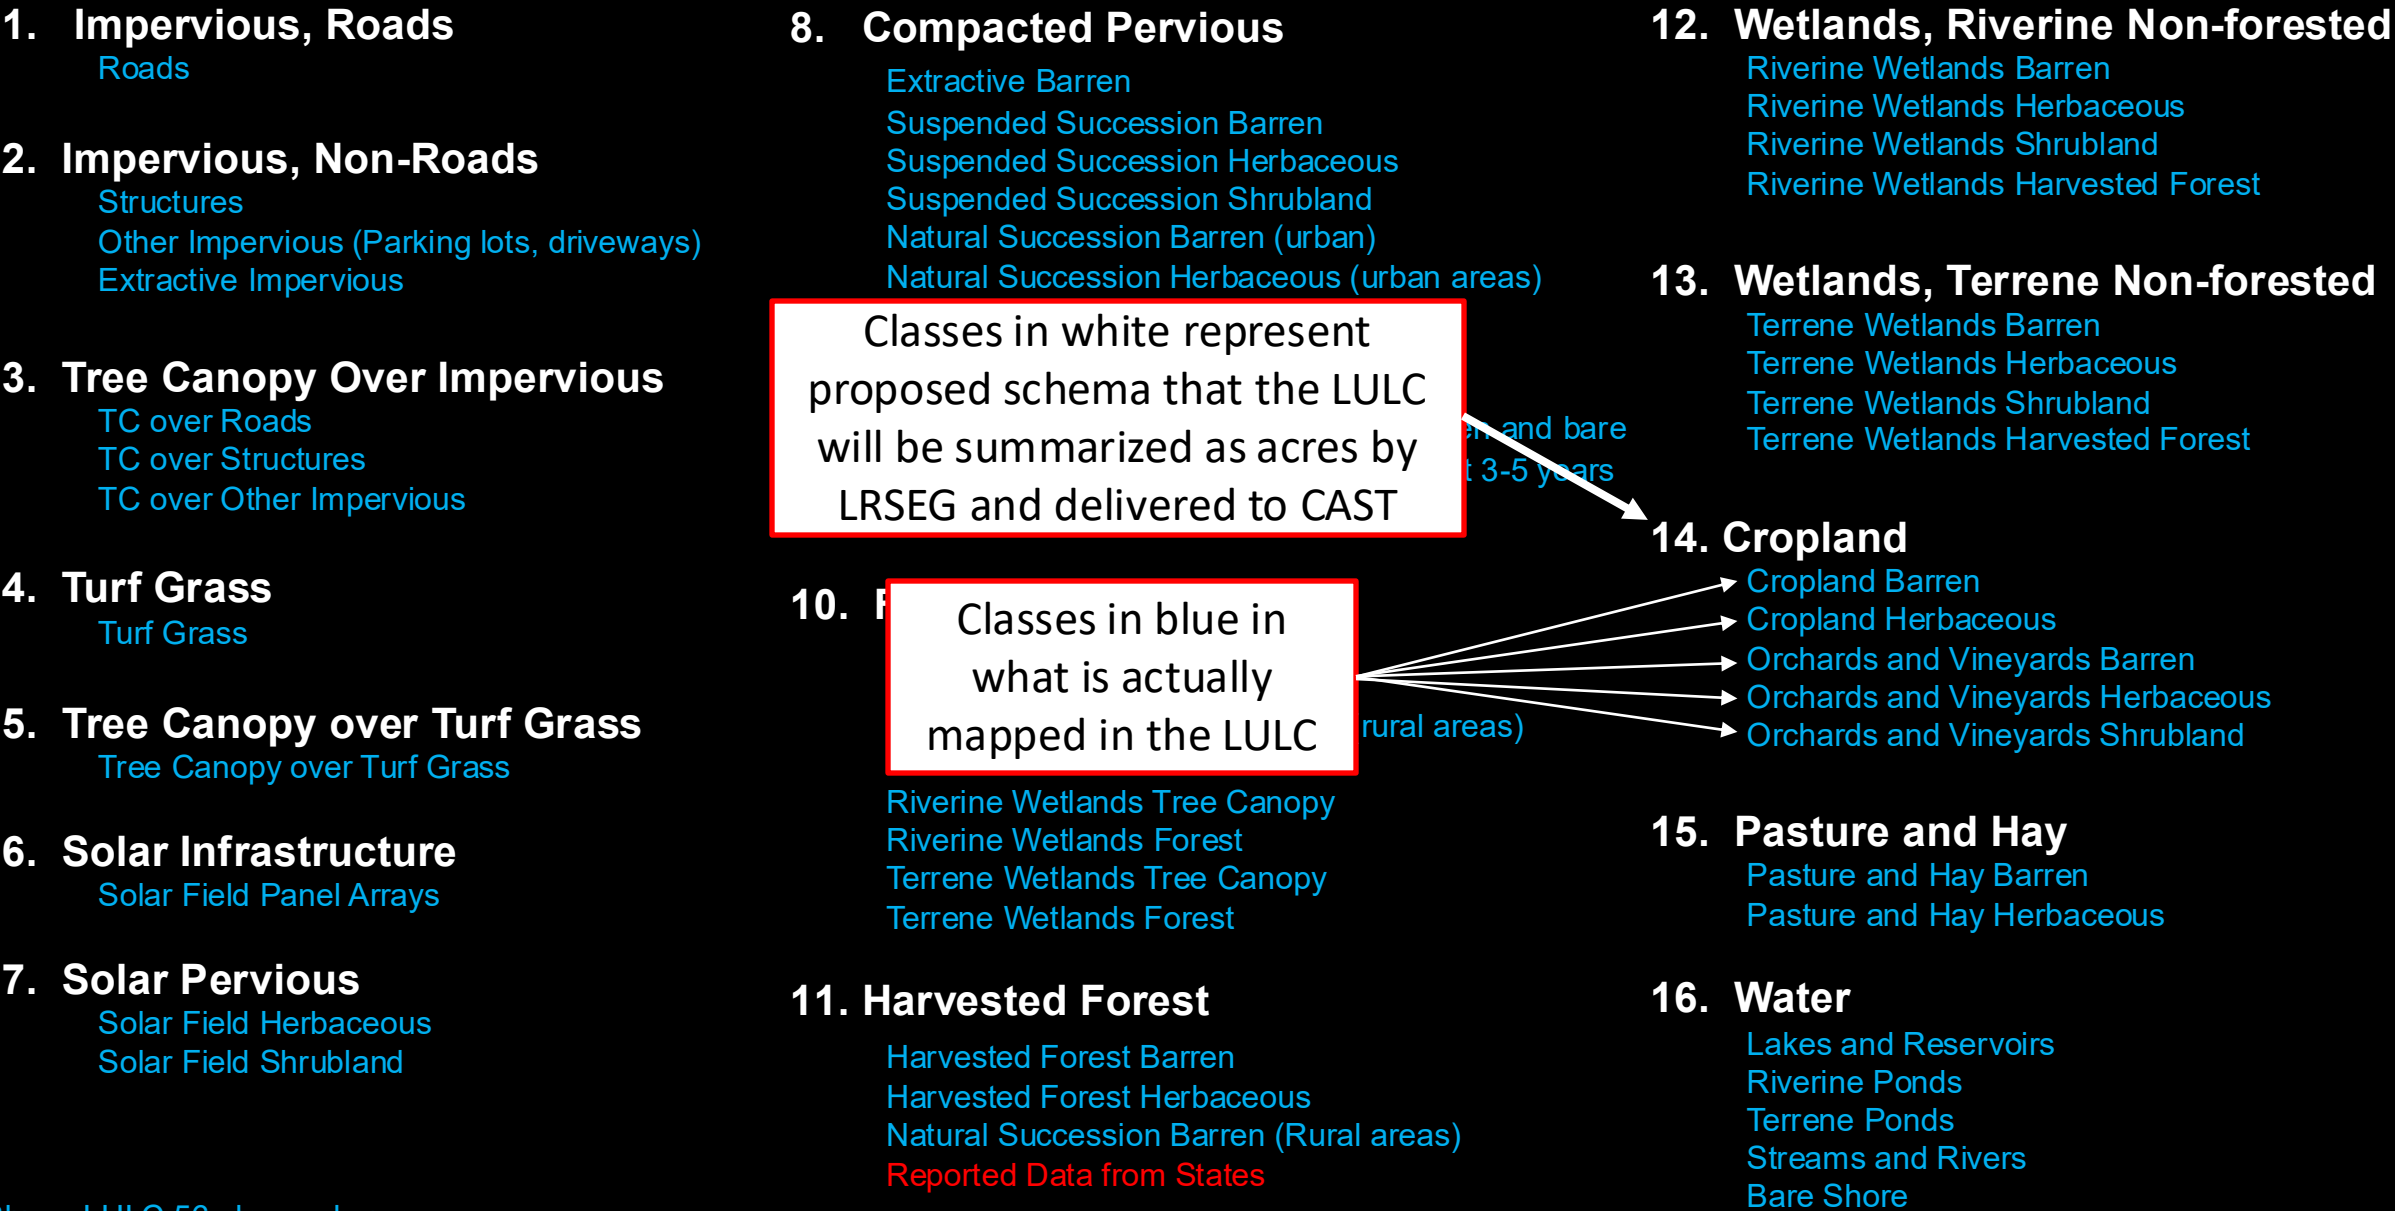 1. Impervious, Roads
Roads
2. Impervious, Non-Roads
Structures
Other Impervious (Parking lots, driveways)
Extractive Impervious
3. Tree Canopy Over Impervious
TC over Roads
TC over Structures
TC over Other Impervious
4. Turf Grass
Turf Grass
5. Tree Canopy over Turf Grass
Tree Canopy over Turf Grass
6. Solar Infrastructure
Solar Field Panel Arrays
7. Solar Pervious
Solar Field Herbaceous
Solar Field Shrubland
8. Compacted Pervious
Extractive Barren
Suspended Succession Barren
Suspended Succession Herbaceous
Suspended Succession Shrubland
Natural Succession Barren (urban)
Natural Succession Herbaceous (urban areas)
Classes in white represent
proposed schema that the LULC
will be summarized as acres by
LRSEG and delivered to CAST
and bare
3-5 years
10.
Classes in blue in
what is actually
mapped in the LULC
rural areas)
Riverine Wetlands Tree Canopy
Riverine Wetlands Forest
Terrene Wetlands Tree Canopy
Terrene Wetlands Forest
11. Harvested Forest
Harvested Forest Barren
Harvested Forest Herbaceous
Natural Succession Barren (Rural areas)
Reported Data from States
12. Wetlands, Riverine Non-forested
Riverine Wetlands Barren
Riverine Wetlands Herbaceous
Riverine Wetlands Shrubland
Riverine Wetlands Harvested Forest
13. Wetlands, Terrene Non-forested
Terrene Wetlands Barren
Terrene Wetlands Herbaceous
Terrene Wetlands Shrubland
Terrene Wetlands Harvested Forest
14. Cropland
Cropland Barren
Cropland Herbaceous
Orchards and Vineyards Barren
Orchards and Vineyards Herbaceous
Orchards and Vineyards Shrubland
15. Pasture and Hay
Pasture and Hay Barren
Pasture and Hay Herbaceous
16. Water
Lakes and Reservoirs
Riverine Ponds
Terrene Ponds
Streams and Rivers
Bare Shore